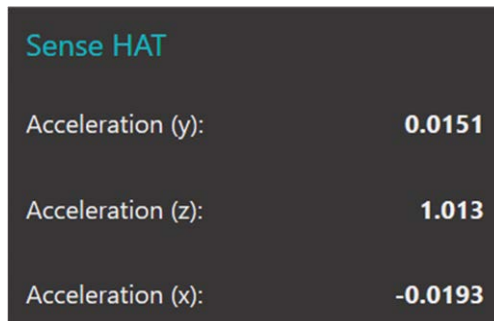 Sense HAT
Acceleration (y): 0.0151
Acceleration (z): 1.013
Acceleration (x): -0.0193